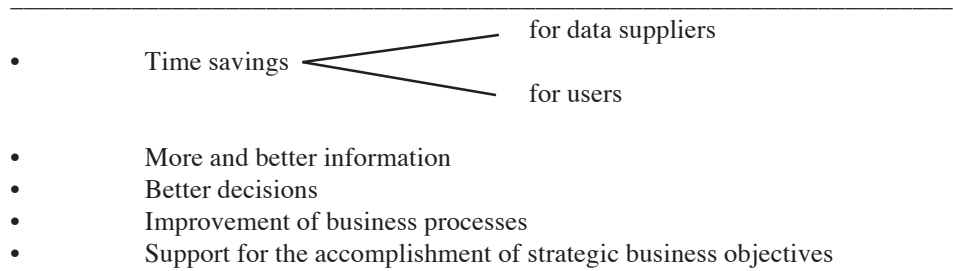 for data suppliers
• Time savings
for users
• More and better information
• Better decisions
• Improvement of business processes
• Support for the accomplishment of strategic business objectives